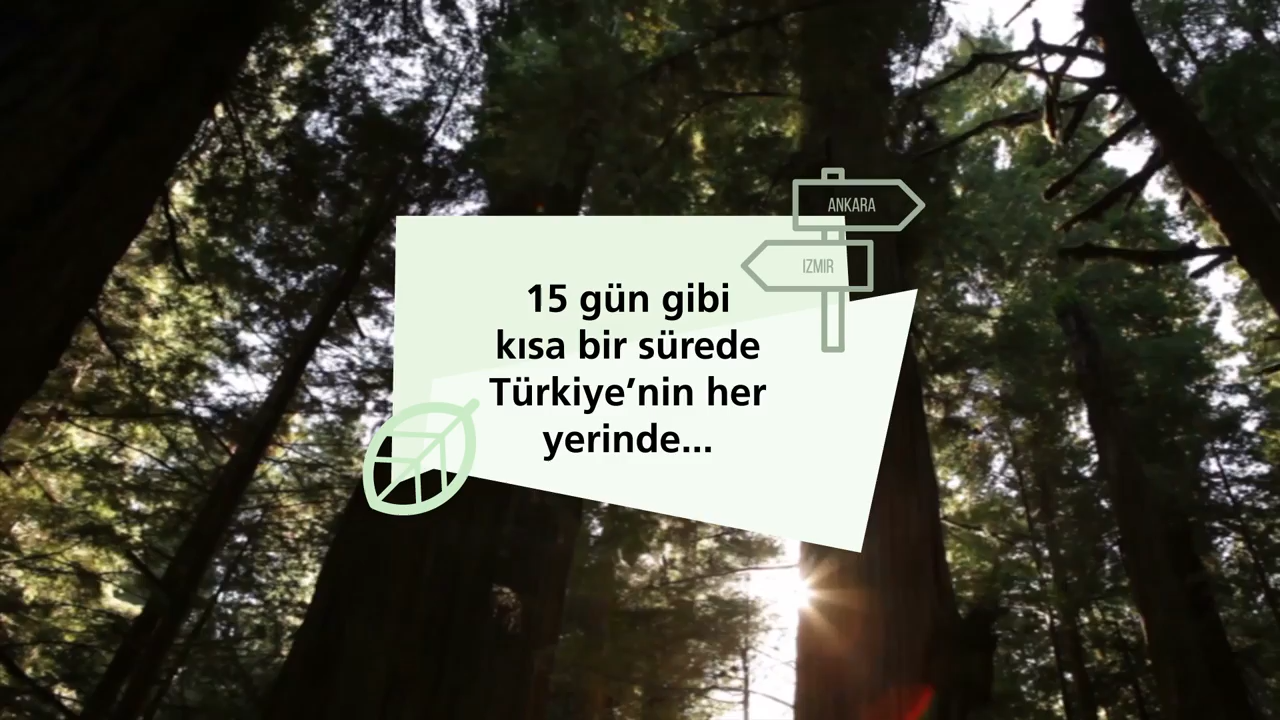 ANKARA
IZMIR
15 gün gibi
kısa bir sürede
Türkiye’nin her
yerinde...